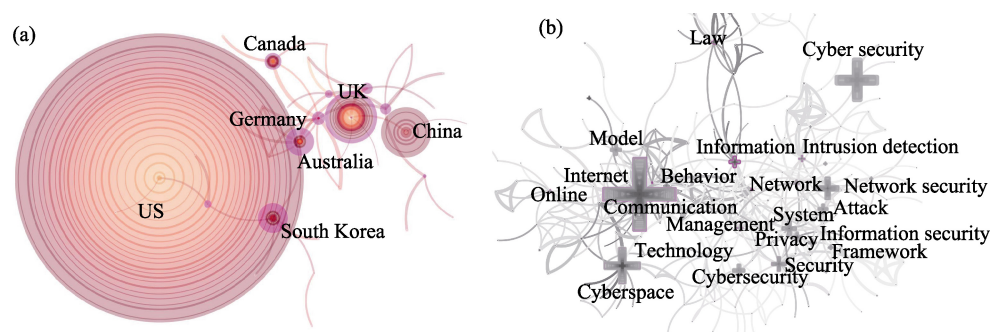 (a)
Canada
UK
Germany
China
Australia
US
South Korea
(b)
Law
Cyber security
Model
Information
Intrusion detection
Internet
Behavior
Online
Network
Network security
Communication
System
Attack
Management
Privacy
Information security
Technology
Framework
Security
Cybersecurity
Cyberspace